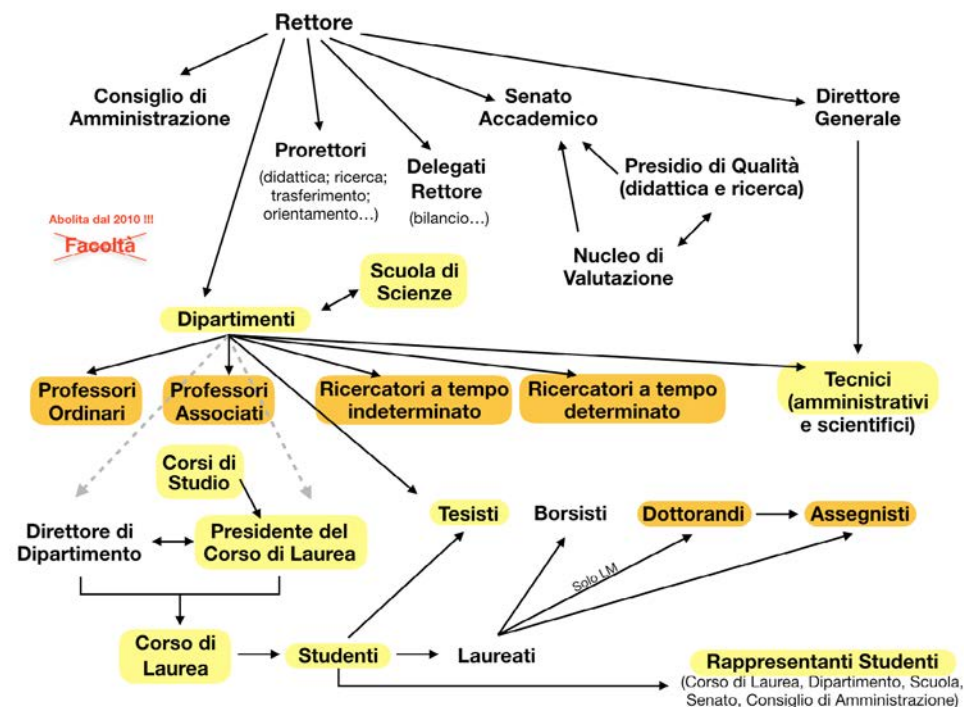 Rettore
Consiglio di
Amministrazione
Senato
Accademico
Direttore
Generale
Prorettori
(didattica; ricerca;
trasferimento;
orientamento…)
Delegati
Rettore
(bilancio…)
Presidio di Qualità
(didattica e ricerca)
Abolita dal 2010 !!!
Facoltà
Nucleo di
Valutazione
Scuola di
Scienze
Dipartimenti
Professori
Ordinari
Professori
Associati
Ricercatori a tempo
indeterminato
Ricercatori a tempo
determinato
Tecnici
(amministrativi
e scientifici)
Corsi di
Studio
Direttore di
Dipartimento
Presidente del
Corso di Laurea
Tesisti
Borsisti
Dottorandi
Assegnisti
Solo LM
Corso di
Laurea
Studenti
Laureati
Rappresentanti Studenti
(Corso di Laurea, Dipartimento, Scuola,
Senato, Consiglio di Amministrazione)